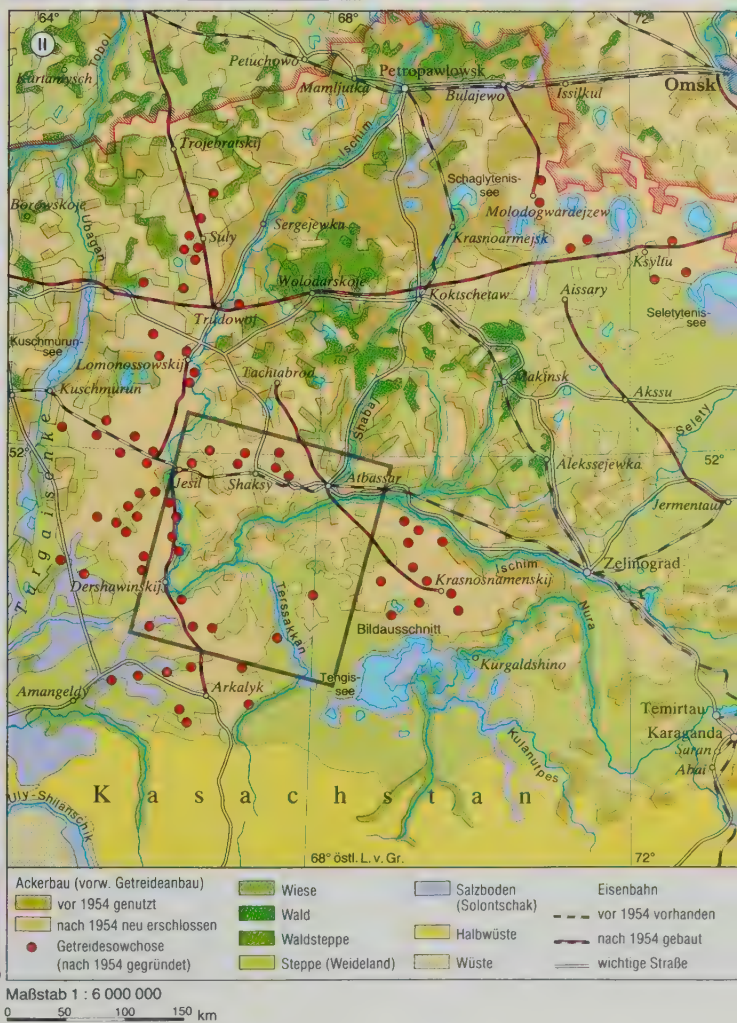 64°
68°
72°
II
Tobol
Kurtamysch
Petuchowo
Mamljutka
Petropawlowsk
Bulajewo
Issilkul
Omsk
Trojebratskij
Ischim
Schaglytenis-
see
Molodogwardejzew
Borowskoje
Ubagan
Suly
Sergejewka
Krasnoarmejsk
Ksyltu
Wolodarskoje
Koktschetaw
Aissary
Seletytenis-
see
Trudowoj
Kuschmurun-
see
Lomonossowskij
Kuschmurun
Tachtabrod
Makinsk
Akssu
Selety
Schabai
52°
52°
Turgaisenke
Jesil
Shaksy
Atbassar
Alekssejewka
Jermentau
Ischim
Zelinograd
Dershawinskij
Terssakkan
Krasnosnamenskij
Bildausschnitt
Nura
Tengis-
see
Kurgaldshino
Amangeldy
Arkalyk
Temirtau
Karaganda
Saran
Abai
Kulanutpes
Kasachstan
Uly-Shilanschik
68° östl. L. v. Gr.
72°
Ackerbau (vorw. Getreideanbau)
vor 1954 genutzt
nach 1954 neu erschlossen
Getreidesowchose
(nach 1954 gegründet)
Wiese
Wald
Waldsteppe
Steppe (Weideland)
Salzboden
(Solontschak)
Halbwüste
Wüste
Eisenbahn
vor 1954 vorhanden
nach 1954 gebaut
wichtige Straße
Maßstab 1 : 6 000 000
0 50 100 150 km